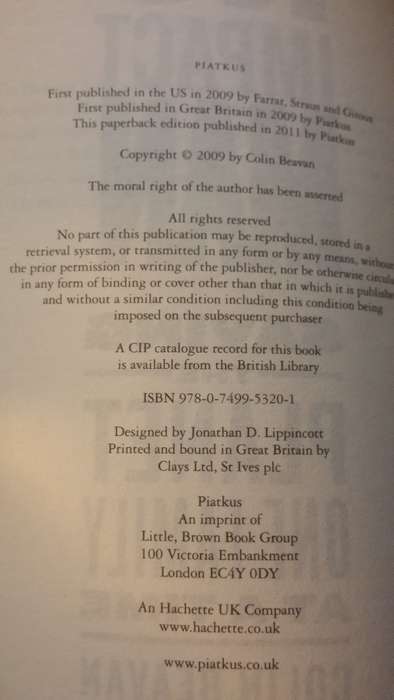 PIATKUS
First published in the US in 2009 by Farrar, Straus and Giroux
First published in Great Britain in 2009 by Piatkus
This paperback edition published in 2011 by Piatkus
Copyright © 2009 by Colin Beavan
The moral right of the author has been asserted
All rights reserved
No part of this publication may be reproduced, stored in a
retrieval system, or transmitted in any form or by any means, without
the prior permission in writing of the publisher, nor be otherwise circula
in any form of binding or cover other than that in which it is publishe
and without a similar condition including this condition being
imposed on the subsequent purchaser
A CIP catalogue record for this book
is available from the British Library
ISBN 978-0-7499-5320-1
Designed by Jonathan D. Lippincott
Printed and bound in Great Britain by
Clays Ltd, St Ives plc
Piatkus
An imprint of
Little, Brown Book Group
100 Victoria Embankment
London EC4Y 0DY
An Hachette UK Company
www.hachette.co.uk
www.piatkus.co.uk